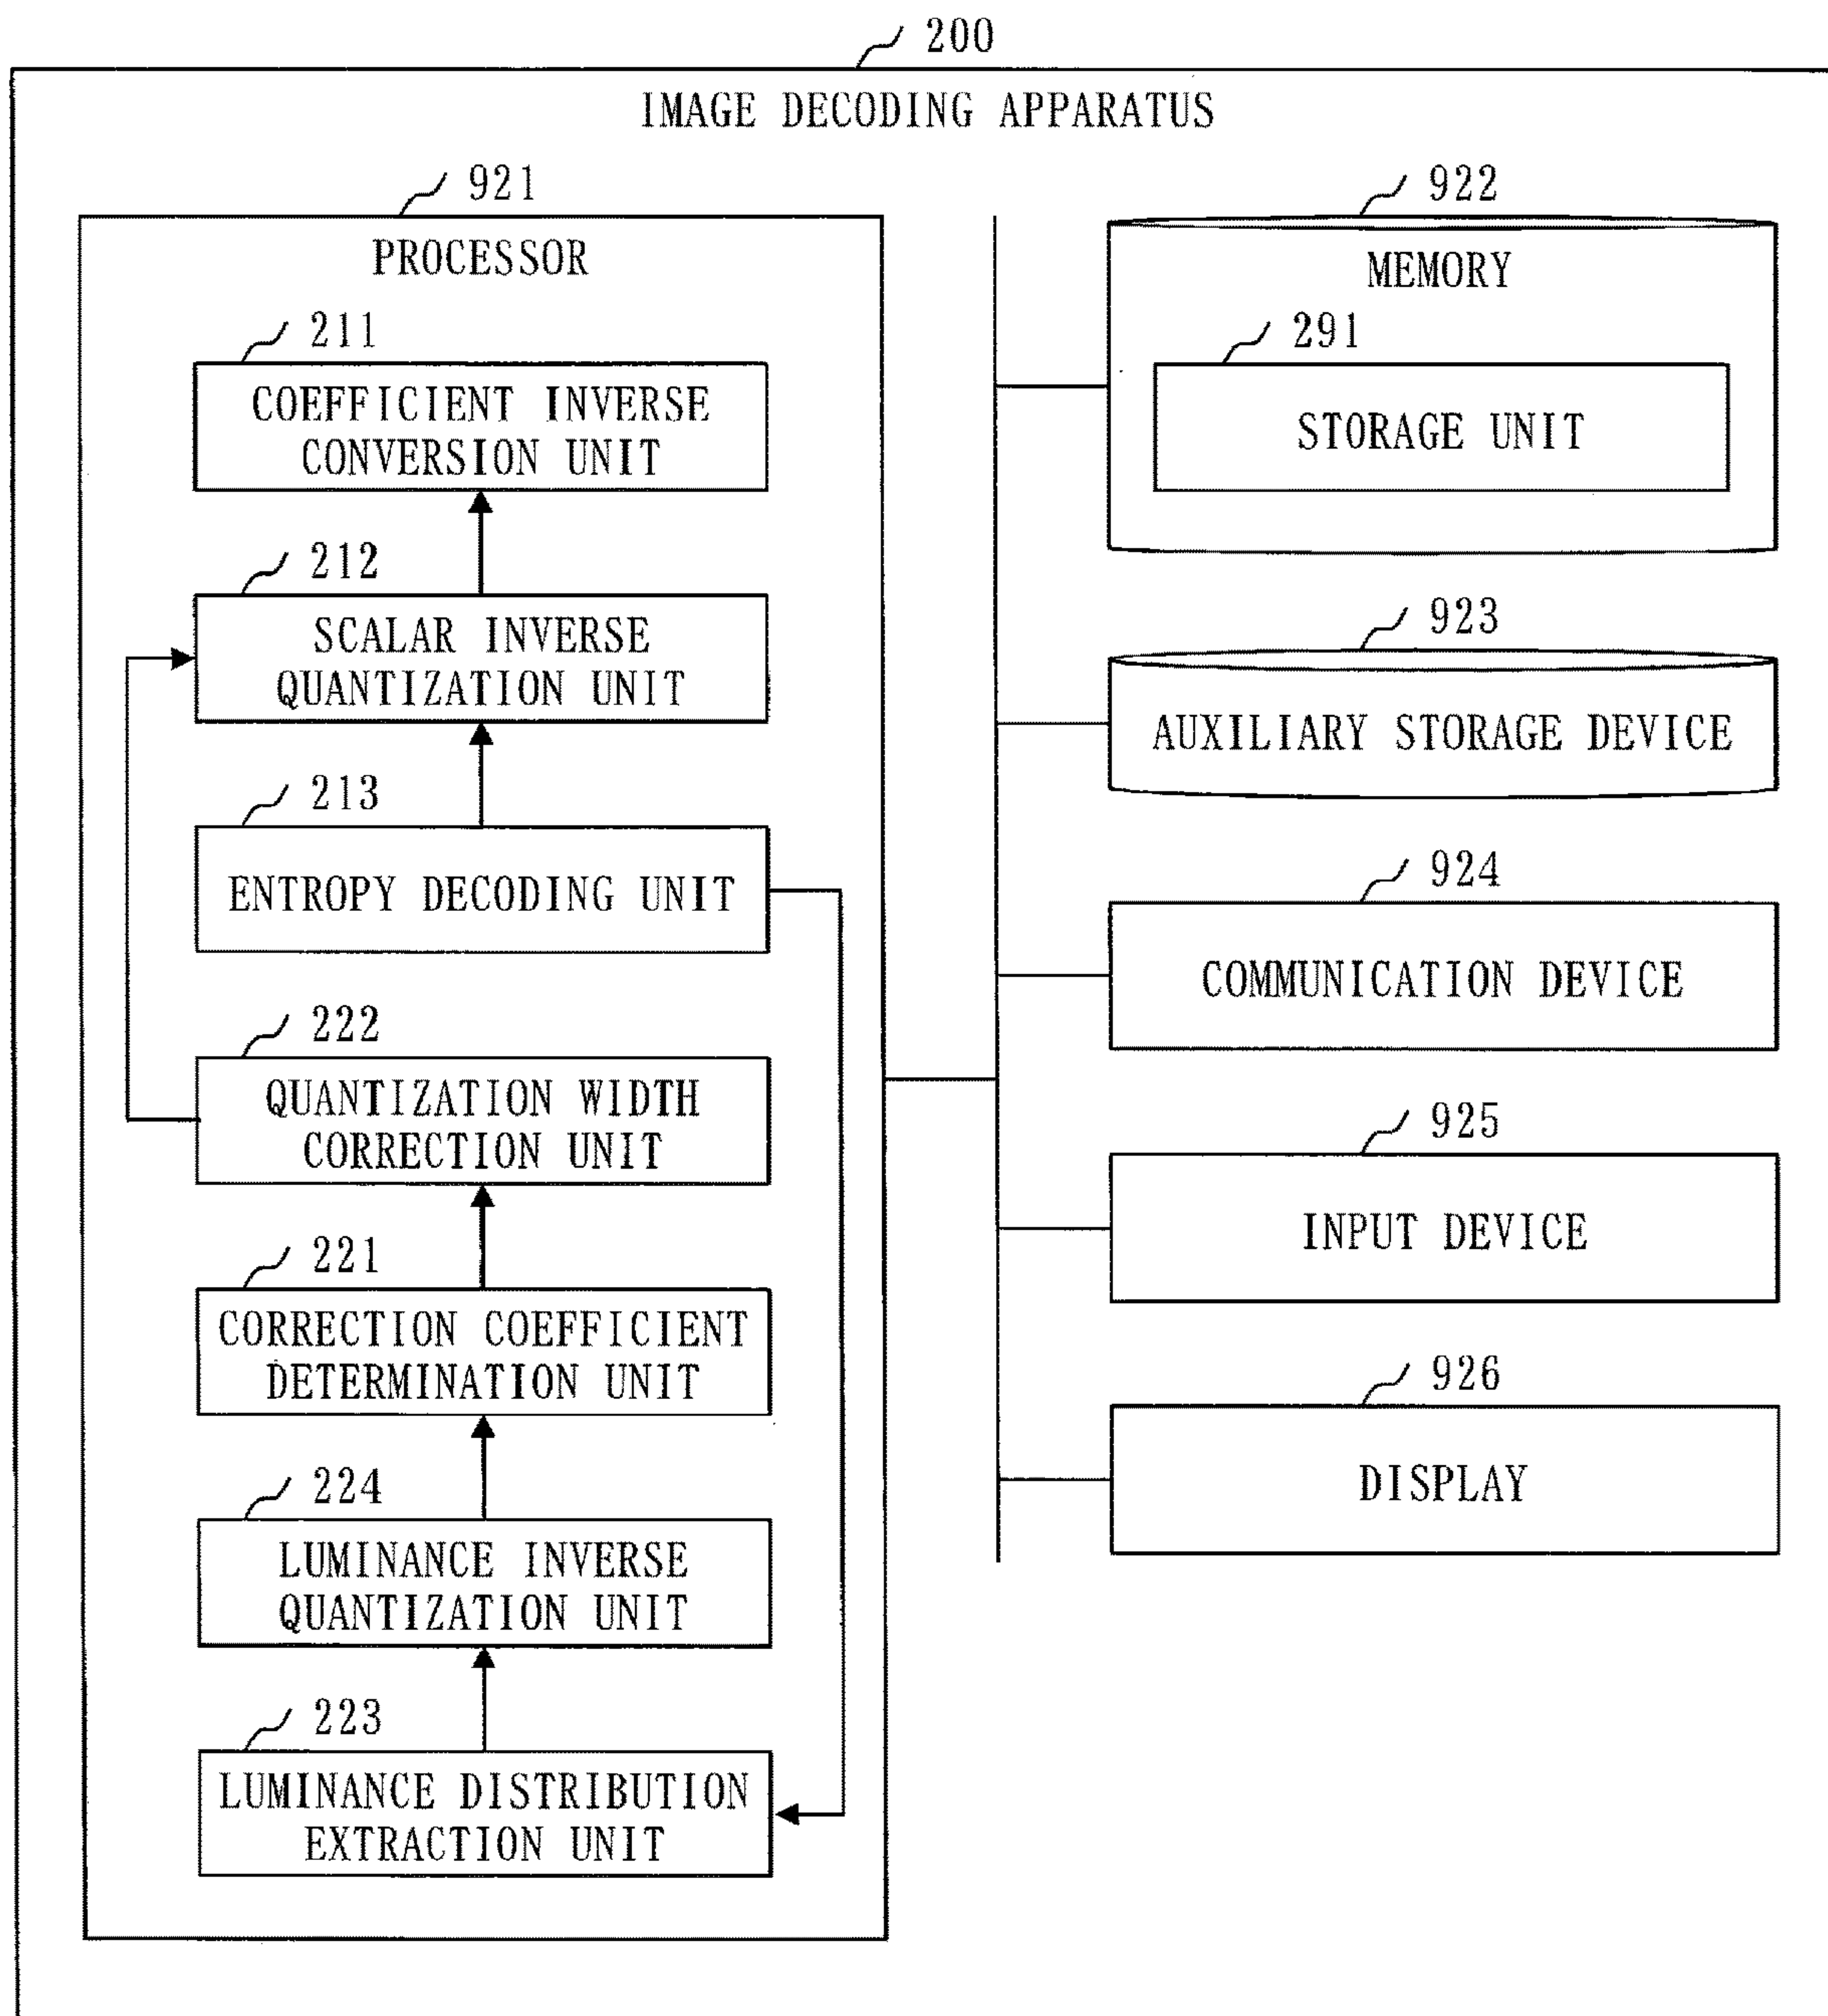 200
IMAGE DECODING APPARATUS
921
PROCESSOR
211
COEFFICIENT INVERSE
CONVERSION UNIT
212
SCALAR INVERSE
QUANTIZATION UNIT
213
ENTROPY DECODING UNIT
222
QUANTIZATION WIDTH
CORRECTION UNIT
221
CORRECTION COEFFICIENT
DETERMINATION UNIT
224
LUMINANCE INVERSE
QUANTIZATION UNIT
223
LUMINANCE DISTRIBUTION
EXTRACTION UNIT
922
MEMORY
291
STORAGE UNIT
923
AUXILIARY STORAGE DEVICE
924
COMMUNICATION DEVICE
925
INPUT DEVICE
926
DISPLAY